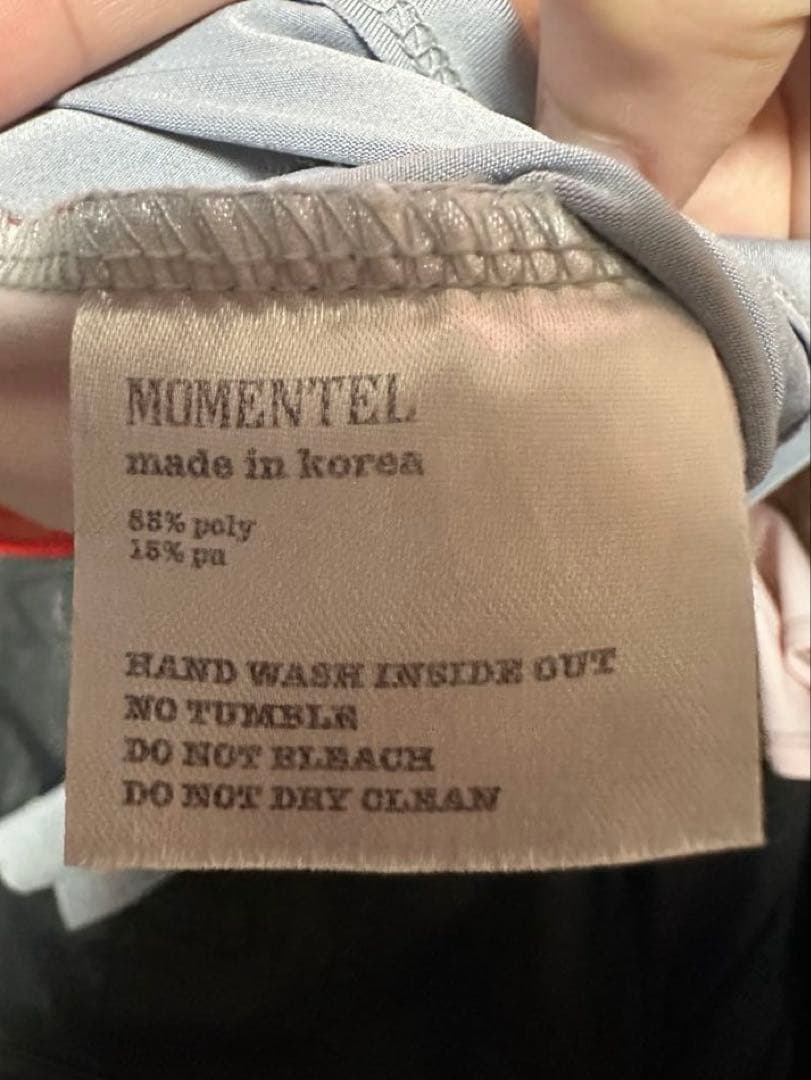 MOMENTEL
made in korea
85% poly
15% pu
HAND WASH INSIDE OUT
NO TUMBLE
DO NOT BLEACH
DO NOT DRY CLEAN